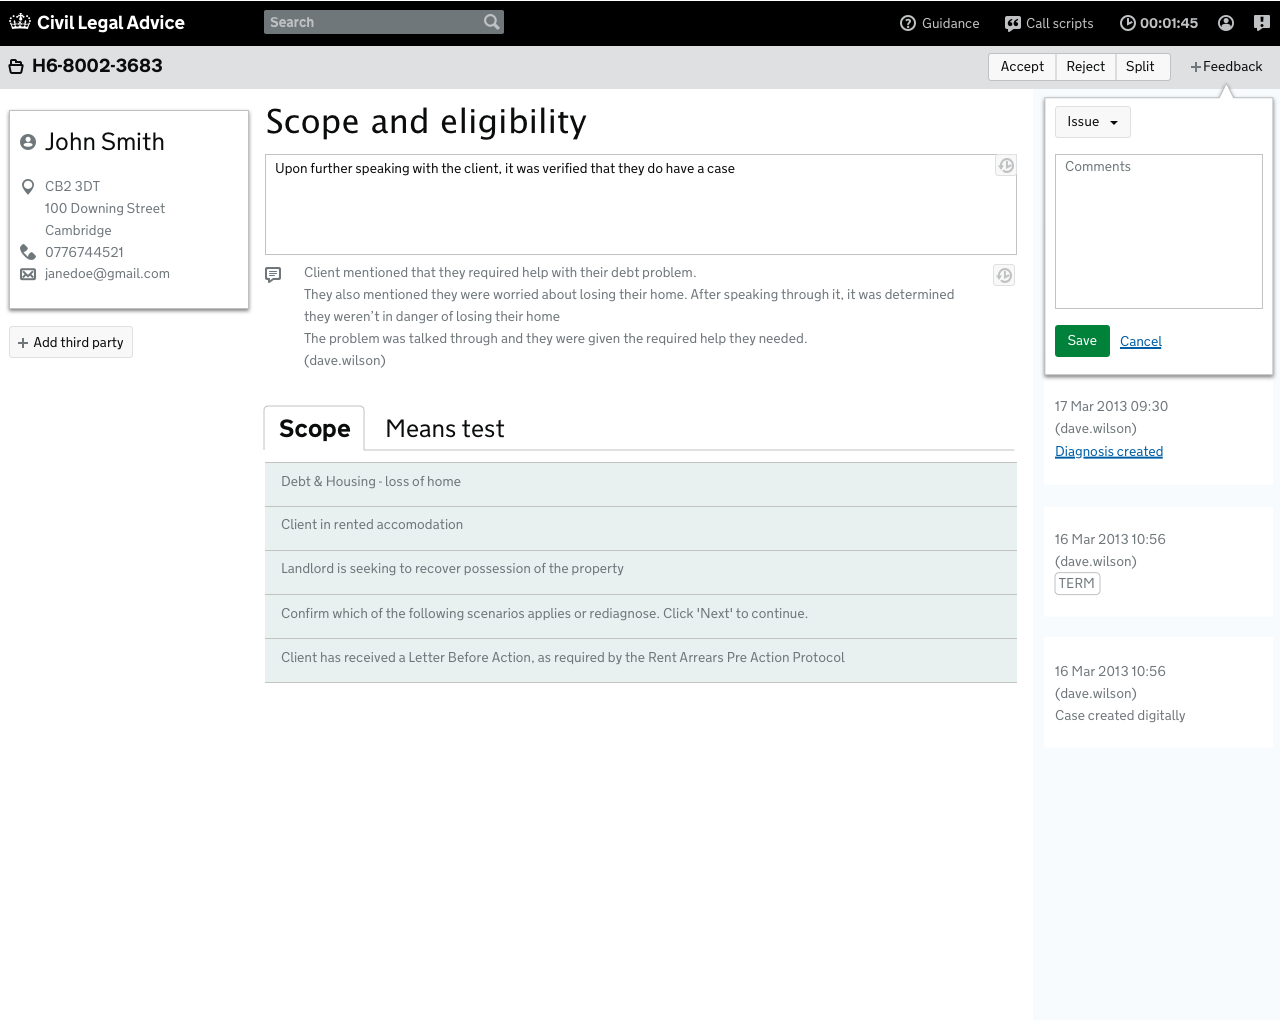 Civil Legal Advice
Search
Guidance
Call scripts
00:01:45
H6-8002-3683
Accept
Reject
Split
+Feedback
John Smith
CB2 3DT
100 Downing Street
Cambridge
0776744521
janedoe@gmail.com
+ Add third party
Scope and eligibility
Upon further speaking with the client, it was verified that they do have a case
Client mentioned that they required help with their debt problem.
They also mentioned they were worried about losing their home. After speaking through it, it was determined
they weren't in danger of losing their home
The problem was talked through and they were given the required help they needed.
(dave.wilson)
Scope
Means test
Debt & Housing - loss of home
Client in rented accomodation
Landlord is seeking to recover possession of the property
Confirm which of the following scenarios applies or rediagnose. Click 'Next' to continue.
Client has received a Letter Before Action, as required by the Rent Arrears Pre Action Protocol
Issue
Comments
Save
Cancel
17 Mar 2013 09:30
(dave.wilson)
Diagnosis created
16 Mar 2013 10:56
(dave.wilson)
TERM
16 Mar 2013 10:56
(dave.wilson)
Case created digitally